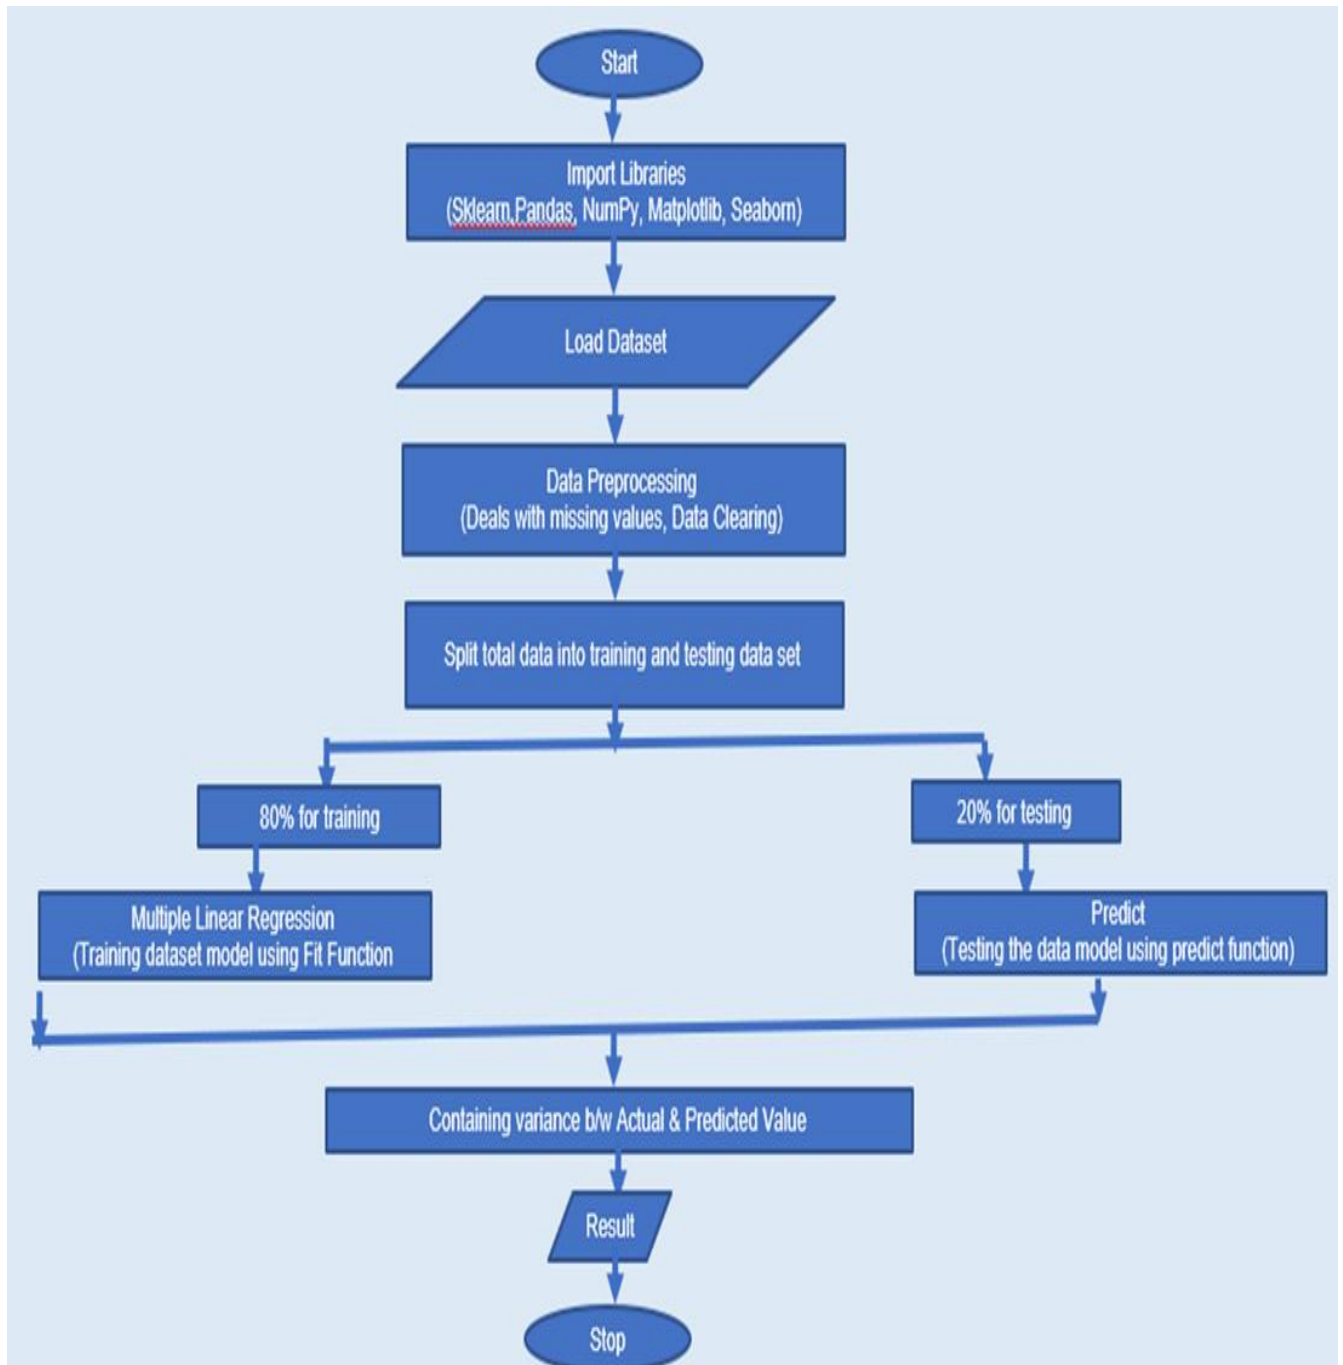 Start
Import Libraries
(Sklearn,Pandas, NumPy, Matplotlib, Seaborn)
Load Dataset
Data Preprocessing
(Deals with missing values, Data Clearing)
Split total data into training and testing data set
80% for training
20% for testing
Multiple Linear Regression
(Training dataset model using Fit Function
Predict
(Testing the data model using predict function)
Containing variance b/w Actual & Predicted Value
Result
Stop